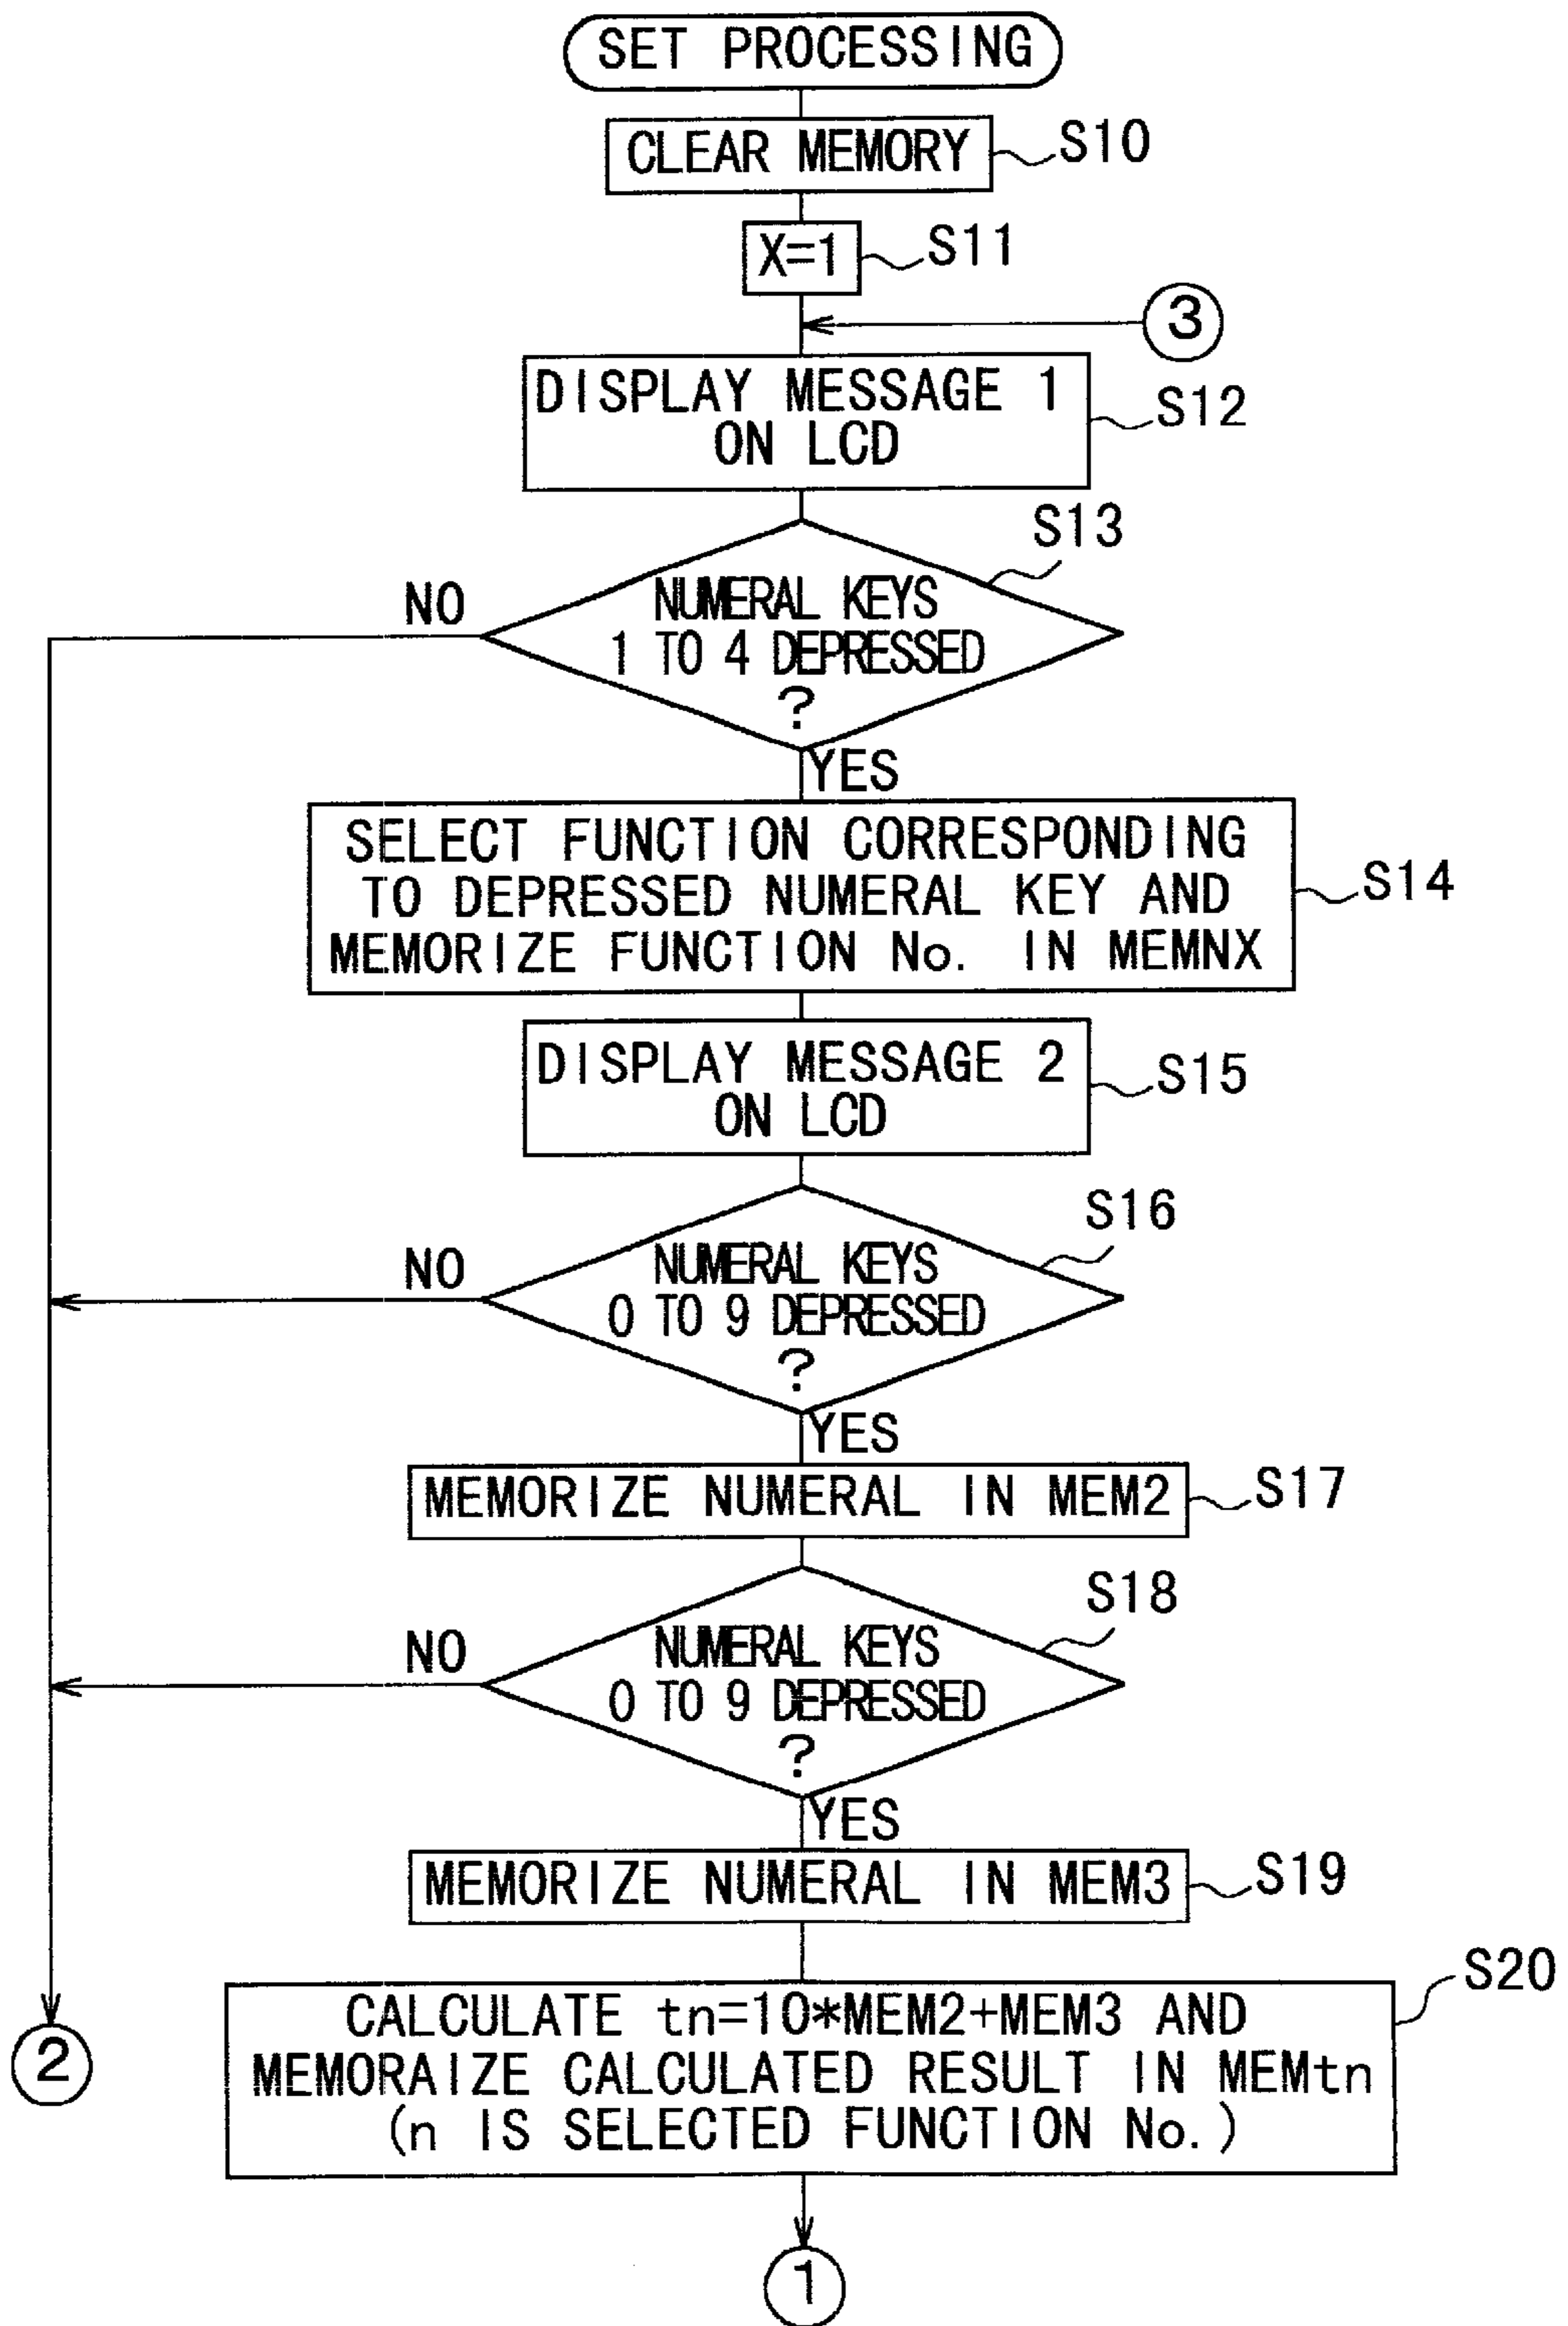 SET PROCESSING
CLEAR MEMORY
S10
X=1
S11
3
DISPLAY MESSAGE 1
ON LCD
S12
S13
NO
NUMERAL KEYS
1 TO 4 DEPRESSED
?
YES
SELECT FUNCTION CORRESPONDING
TO DEPRESSED NUMERAL KEY AND
MEMORIZE FUNCTION No. IN MEMNX
S14
DISPLAY MESSAGE 2
ON LCD
S15
S16
NO
NUMERAL KEYS
0 TO 9 DEPRESSED
?
YES
MEMORIZE NUMERAL IN MEM2
S17
S18
NO
NUMERAL KEYS
0 TO 9 DEPRESSED
?
YES
MEMORIZE NUMERAL IN MEM3
S19
S20
CALCULATE tn=10*MEM2+MEM3 AND
MEMORAIZE CALCULATED RESULT IN MEMtn
(n IS SELECTED FUNCTION No.)
2
1